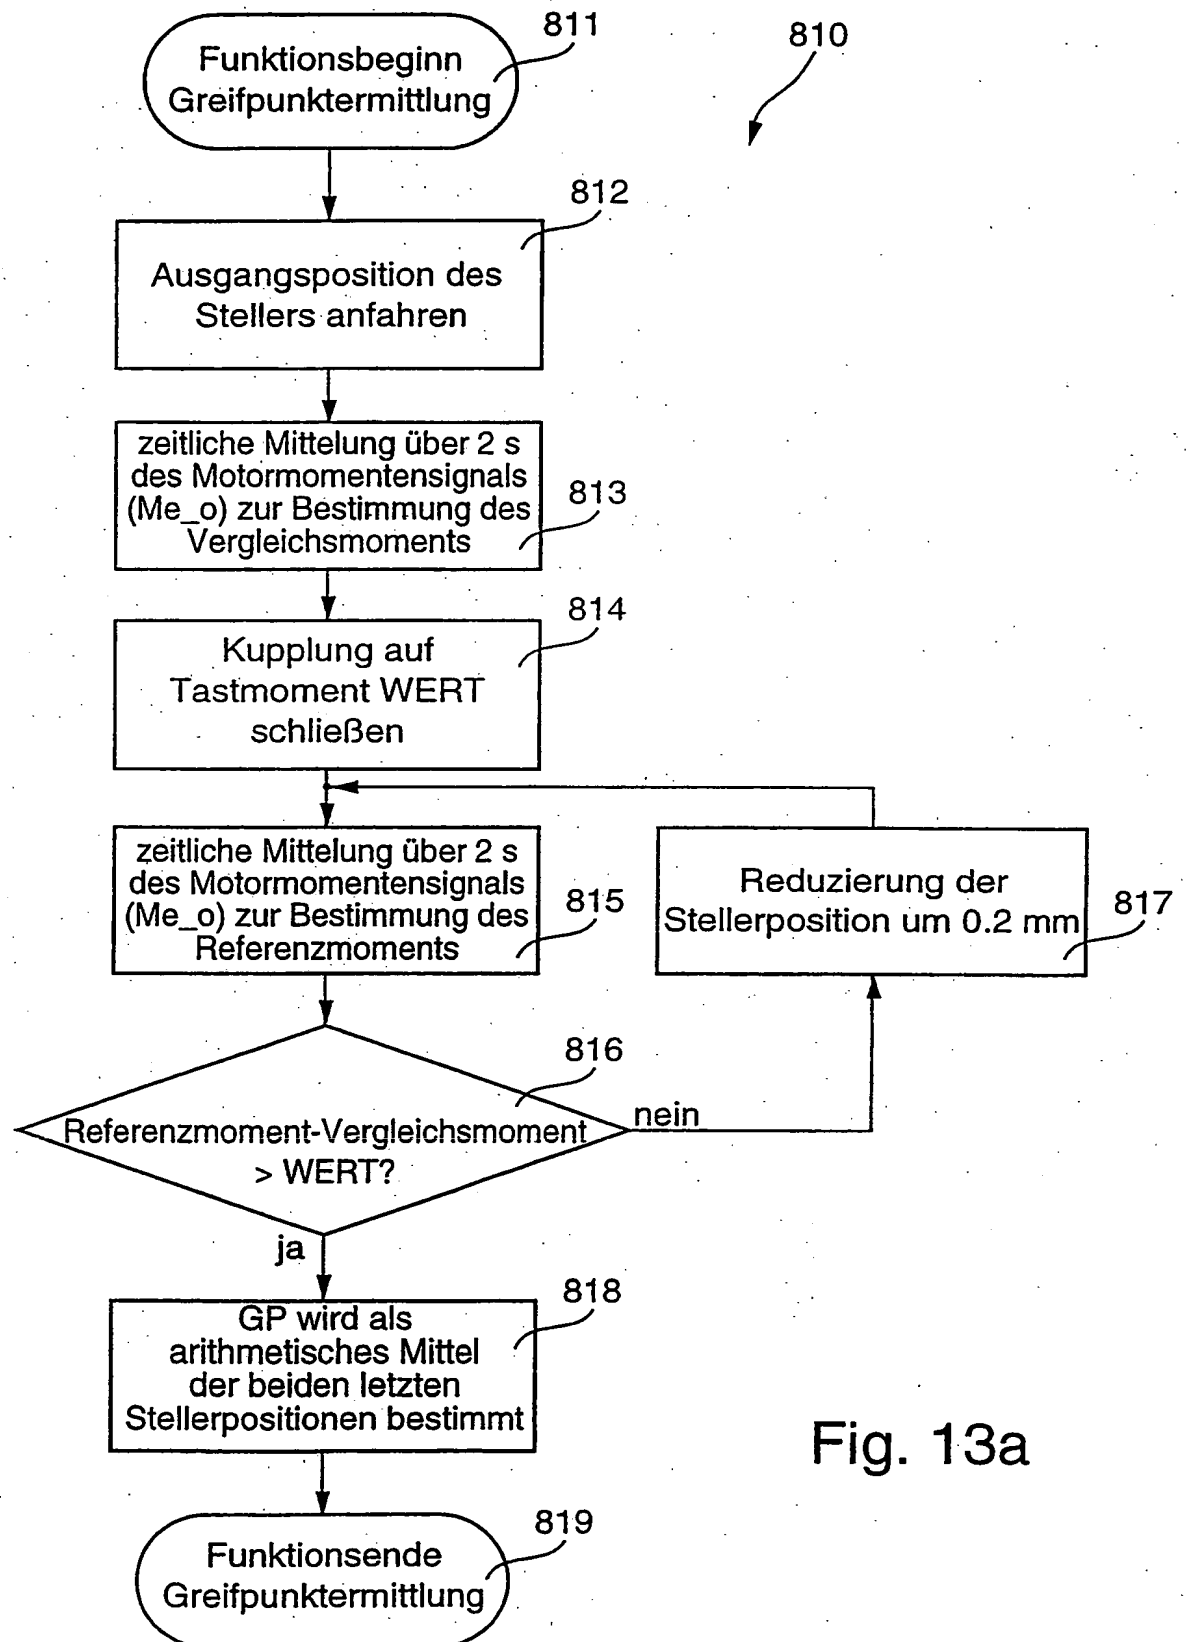 811
810
Funktionsbeginn
Greifpunktermittlung
812
Ausgangsposition des
Stellers anfahren
zeitliche Mittelung über 2 s
des Motormomentensignals
(Me_o) zur Bestimmung des
Vergleichsmoments
813
814
Kupplung auf
Tastmoment WERT
schließen
zeitliche Mittelung über 2 s
des Motormomentensignals
(Me_o) zur Bestimmung des
Referenzmoments
815
Reduzierung der
Stellerposition um 0.2 mm
817
816
Referenzmoment-Vergleichsmoment
> WERT?
nein
ja
818
GP wird als
arithmetisches Mittel
der beiden letzten
Stellerpositionen bestimmt
Fig. 13a
819
Funktionsende
Greifpunktermittlung